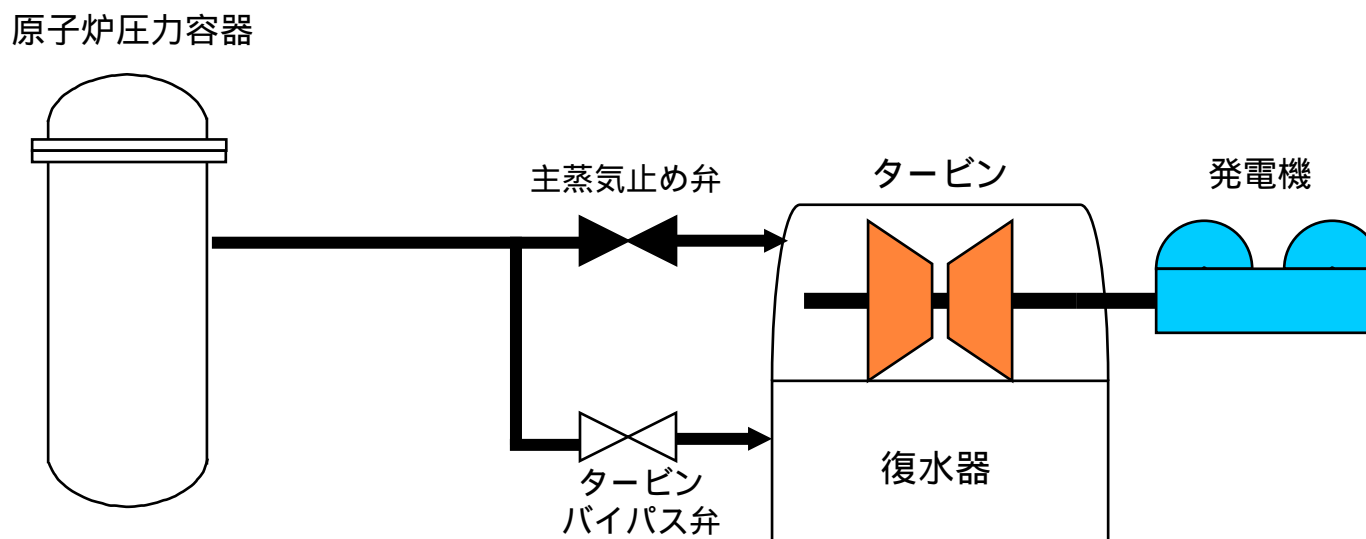 原子炉圧力容器
主蒸気止め弁
タービン
発電機
タービン
バイパス弁
復水器